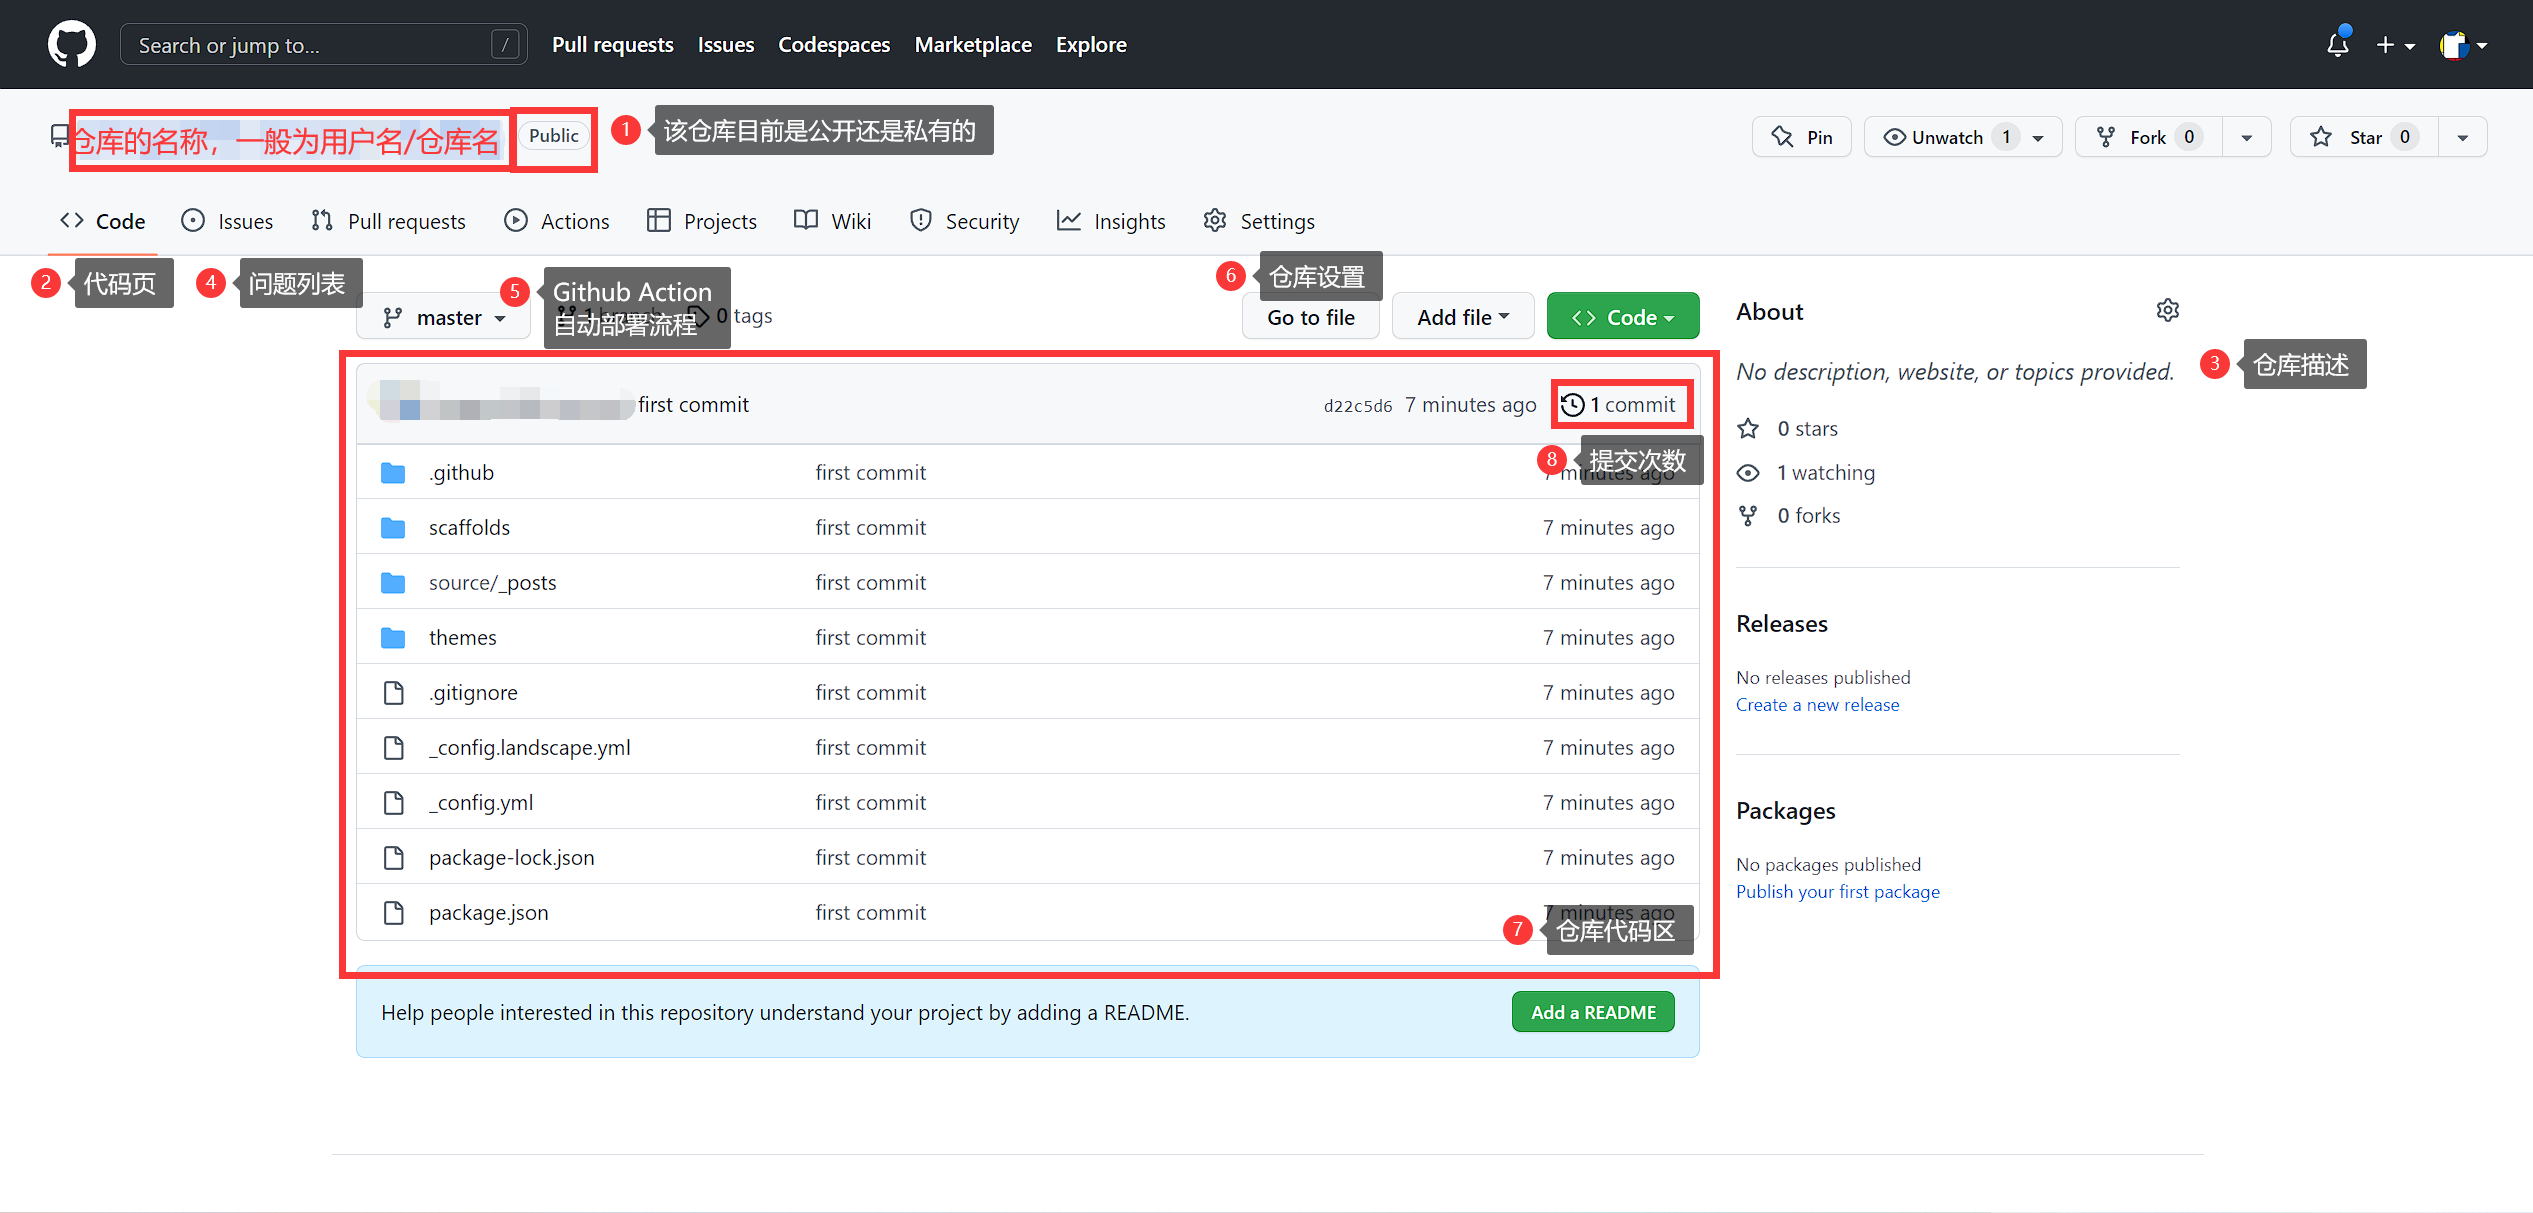 Search or jump to...
/
Pull requests
Issues
Codespaces
Marketplace
Explore
仓库的名称，一般为用户名/仓库名
Public
1
该仓库目前是公开还是私有的
Pin
Unwatch 1
Fork 0
Star 0
Code
Issues
Pull requests
Actions
Projects
Wiki
Security
Insights
Settings
2
代码页
4
问题列表
5
Github Action
自动部署流程
6
仓库设置
master
1 branch
0 tags
Go to file
Add file
Code
About
No description, website, or topics provided.
3
仓库描述
first commit
d22c5d6
7 minutes ago
1 commit
8
提交次数
0 stars
1 watching
0 forks
.github
first commit
7 minutes ago
scaffolds
first commit
7 minutes ago
source/_posts
first commit
7 minutes ago
themes
first commit
7 minutes ago
.gitignore
first commit
7 minutes ago
_config.landscape.yml
first commit
7 minutes ago
_config.yml
first commit
7 minutes ago
package-lock.json
first commit
7 minutes ago
package.json
first commit
7 minutes ago
7
仓库代码区
Releases
No releases published
Create a new release
Packages
No packages published
Publish your first package
Help people interested in this repository understand your project by adding a README.
Add a README